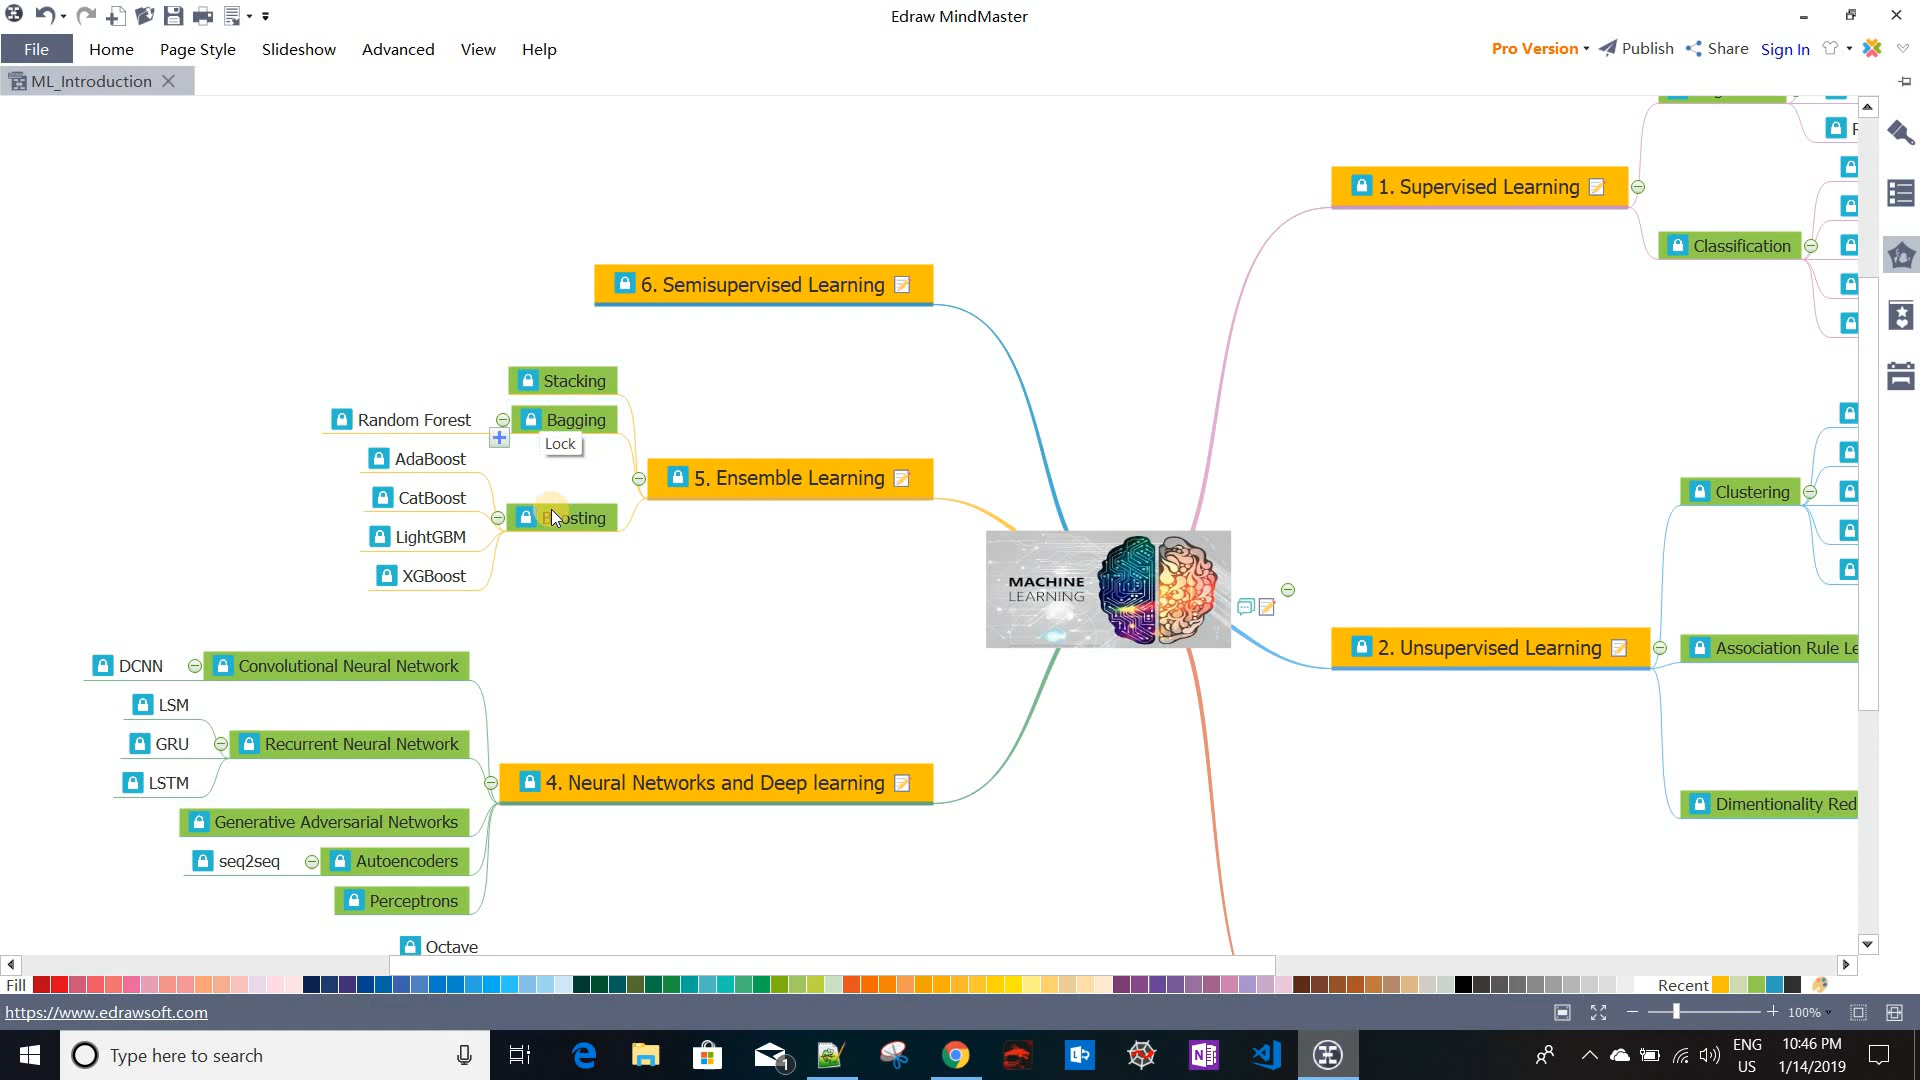 Edraw MindMaster
File Home Page Style Slideshow Advanced View Help
Pro Version Publish Share Sign In
ML_Introduction
1. Supervised Learning
Classification
6. Semisupervised Learning
Stacking
Random Forest
Bagging
Lock
AdaBoost
5. Ensemble Learning
CatBoost
Boosting
LightGBM
XGBoost
MACHINE
LEARNING
Clustering
2. Unsupervised Learning
Association Rule Le
Dimentionality Red
DCNN
Convolutional Neural Network
LSM
GRU
Recurrent Neural Network
LSTM
4. Neural Networks and Deep learning
Generative Adversarial Networks
seq2seq
Autoencoders
Perceptrons
Octave
Fill
Recent
https://www.edrawsoft.com
100%
Type here to search
1
ENG
US
10:46 PM
1/14/2019